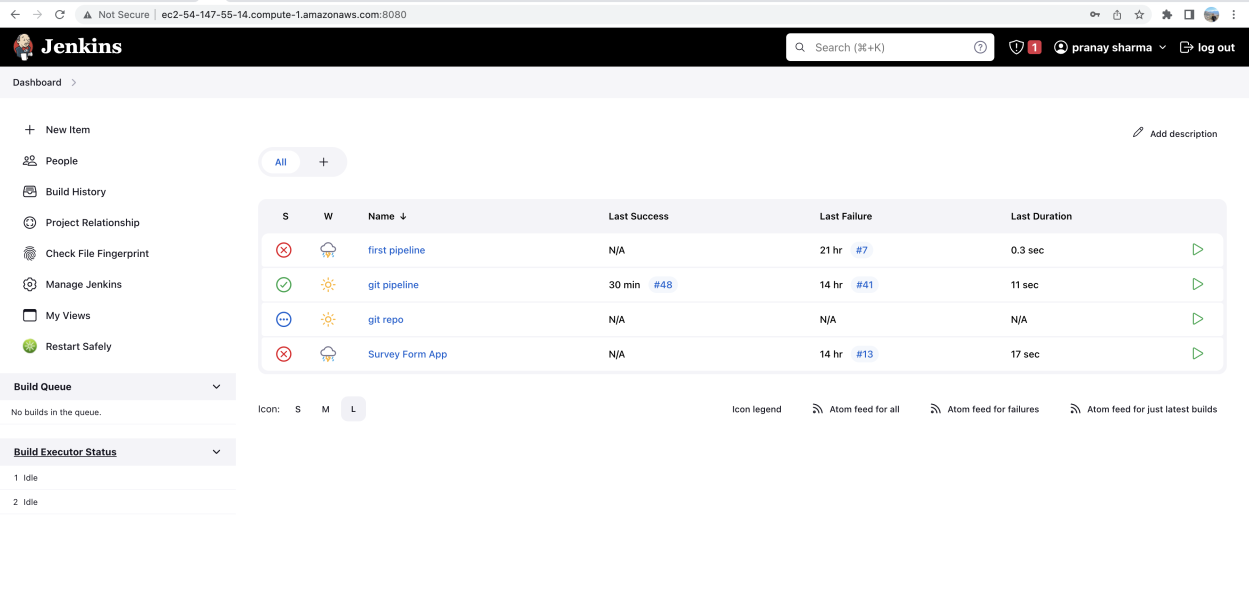 Not Secure | ec2-54-147-55-14.compute-1.amazonaws.com:8080
Jenkins
Search (⌘+K)
1
pranay sharma
log out
Dashboard
New Item
People
Build History
Project Relationship
Check File Fingerprint
Manage Jenkins
My Views
Restart Safely
Build Queue
No builds in the queue.
Build Executor Status
1 Idle
2 Idle
Add description
All +
S W Name ↓ Last Success Last Failure Last Duration
first pipeline N/A 21 hr #7 0.3 sec
git pipeline 30 min #48 14 hr #41 11 sec
git repo N/A N/A N/A
Survey Form App N/A 14 hr #13 17 sec
Icon: S M L Icon legend Atom feed for all Atom feed for failures Atom feed for just latest builds